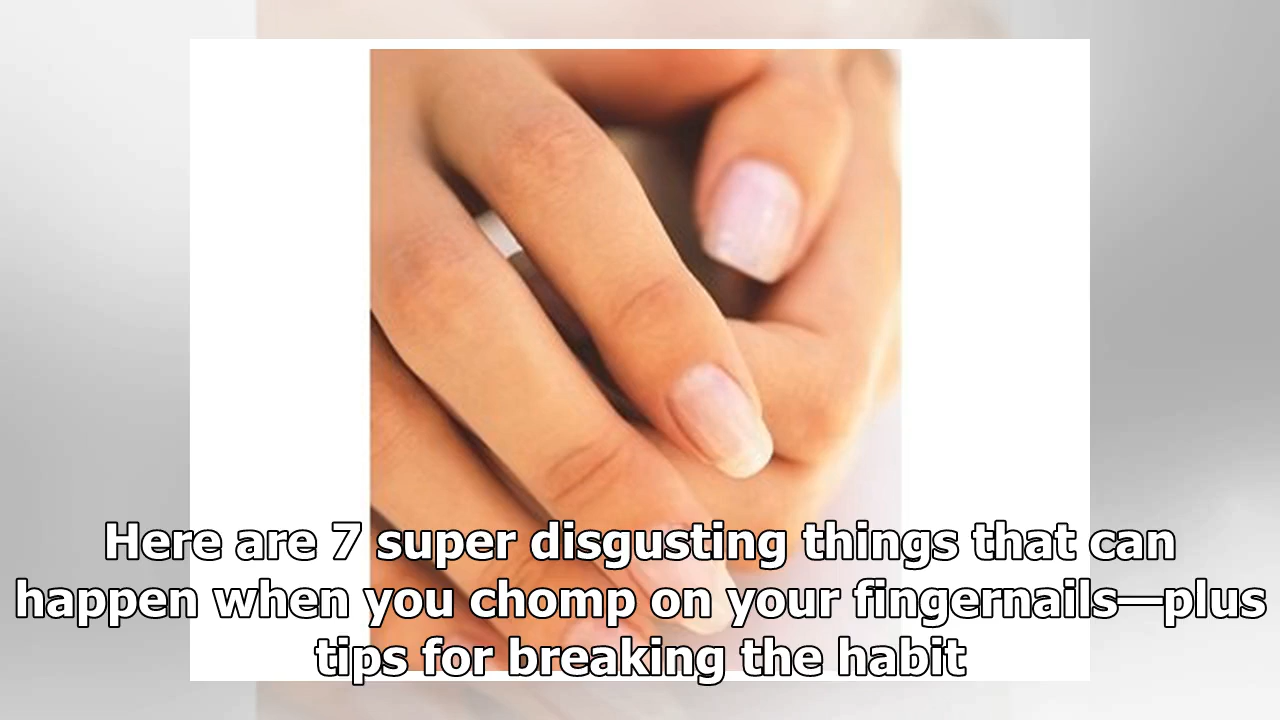 Here are 7 super disgusting things that can
happen when you chomp on your fingernails—plus
tips for breaking the habit